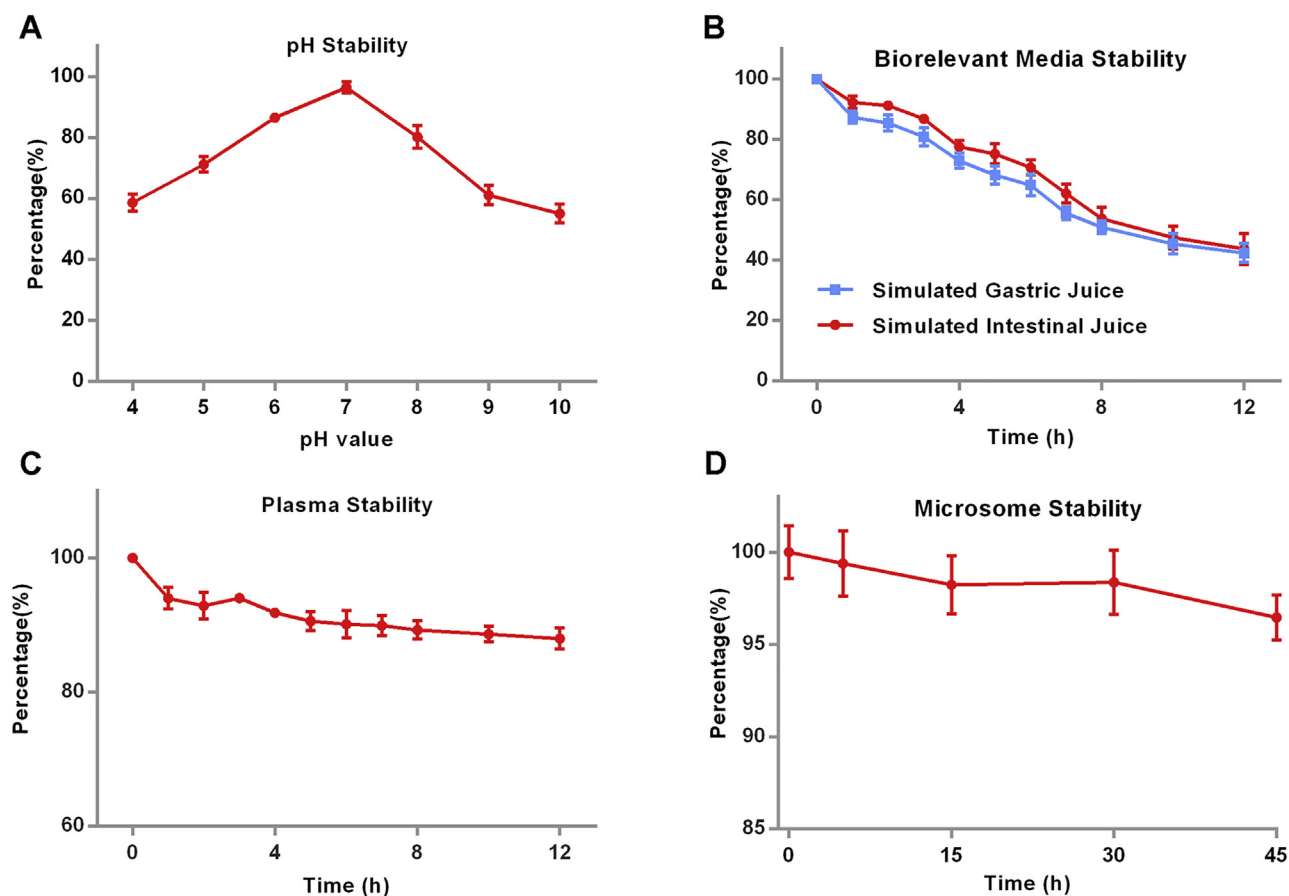 A
pH Stability
Percentage(%)
100
80
60
40
20
0
4 5 6 7 8 9 10
pH value
B
Biorelevant Media Stability
Percentage(%)
100
80
60
40
20
0
Simulated Gastric Juice
Simulated Intestinal Juice
0 4 8 12
Time (h)
C
Plasma Stability
Percentage(%)
100
80
60
0 4 8 12
Time (h)
D
Microsome Stability
Percentage(%)
100
95
90
85
0 15 30 45
Time (h)